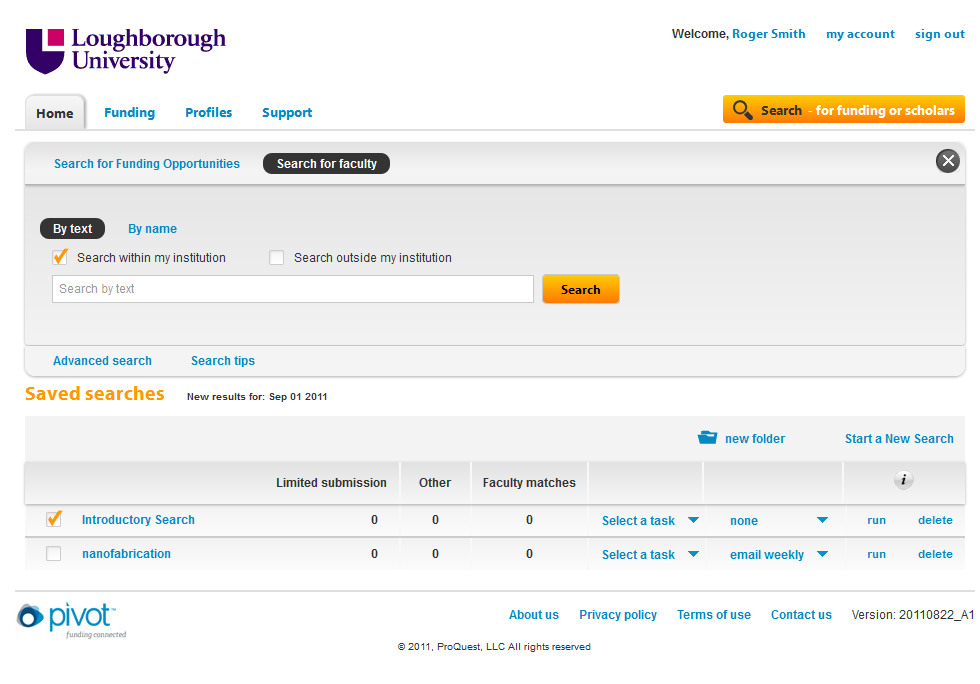 Loughborough
University
Welcome, Roger Smith my account sign out
Home Funding Profiles Support
Search - for funding or scholars
Search for Funding Opportunities Search for faculty
By text By name
Search within my institution Search outside my institution
Search by text Search
Advanced search Search tips
Saved searches New results for: Sep 01 2011
new folder Start a New Search
Limited submission Other Faculty matches i
Introductory Search 0 0 0 Select a task none run delete
nanofabrication 0 0 0 Select a task email weekly run delete
pivot™
funding connected
About us Privacy policy Terms of use Contact us Version: 20110822_A1
© 2011, ProQuest, LLC All rights reserved